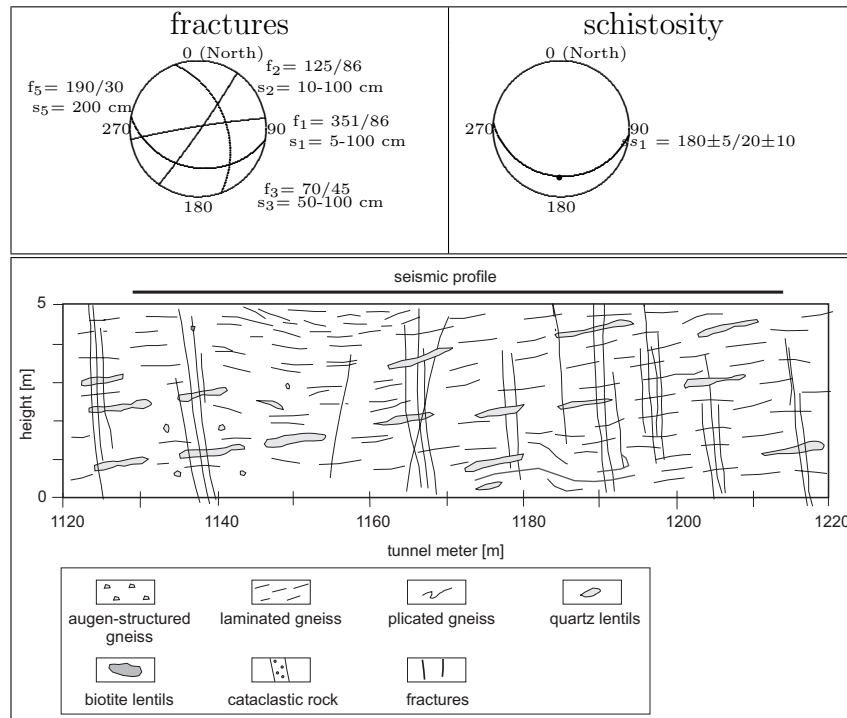 fractures
0 (North)
f2= 125/86
s2= 10-100 cm
f5= 190/30
s5= 200 cm
270
90
f1= 351/86
s1= 5-100 cm
f3= 70/45
s3= 50-100 cm
180
schistosity
0 (North)
270
90
ss1 = 180±5/20±10
180
seismic profile
5
height [m]
0
1120 1140 1160 1180 1200 1220
tunnel meter [m]
augen-structured
gneiss
laminated gneiss
plicated gneiss
quartz lentils
biotite lentils
cataclastic rock
fractures